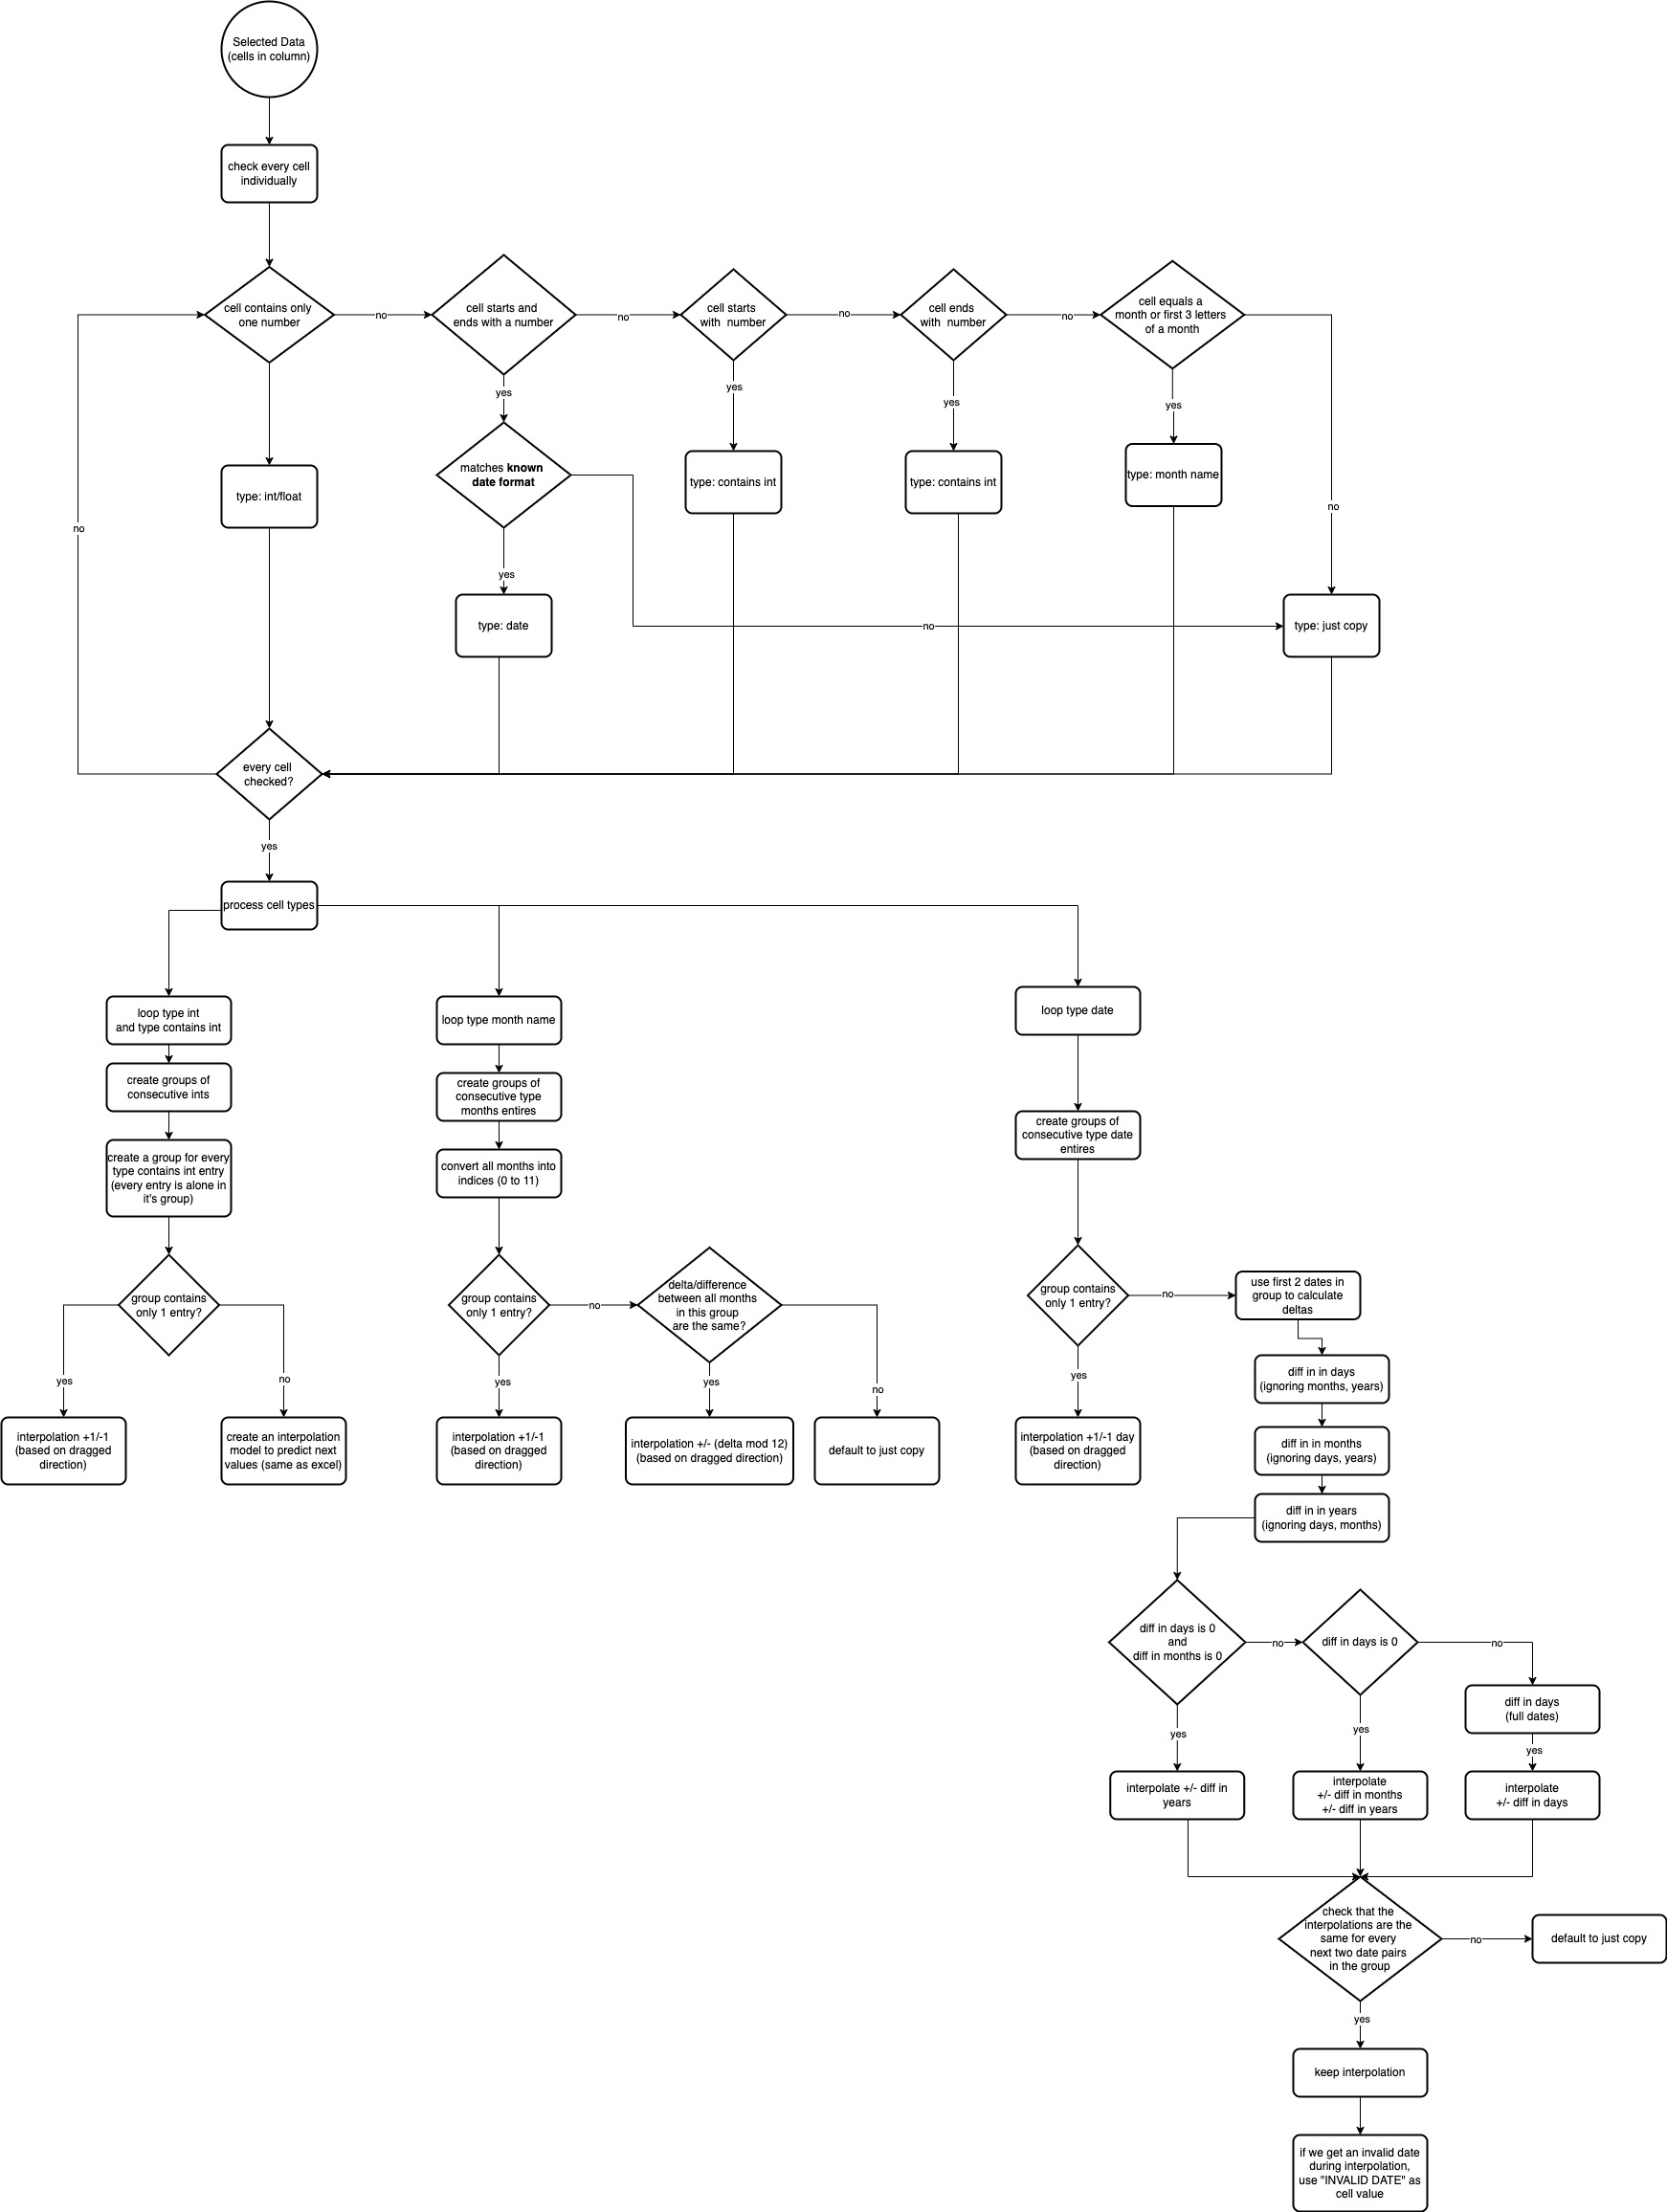 Selected Data
(cells in column)
check every cell
individually
cell contains only
one number
no
cell starts and
ends with a number
no
cell starts
with  number
no
cell ends
with  number
no
cell equals a
month or first 3 letters
of a month
yes
yes
yes
yes
matches known
date format
type: int/float
type: contains int
type: contains int
type: month name
no
no
yes
type: date
no
type: just copy
every cell
checked?
yes
process cell types
loop type int
and type contains int
create groups of
consecutive ints
create a group for every
type contains int entry
(every entry is alone in
it's group)
group contains
only 1 entry?
yes
no
interpolation +1/-1
(based on dragged
direction)
create an interpolation
model to predict next
values (same as excel)
loop type month name
create groups of
consecutive type
months entires
convert all months into
indices (0 to 11)
group contains
only 1 entry?
no
delta/difference
between all months
in this group
are the same?
yes
yes
no
interpolation +1/-1
(based on dragged
direction)
interpolation +/- (delta mod 12)
(based on dragged direction)
default to just copy
loop type date
create groups of
consecutive type date
entires
group contains
only 1 entry?
no
use first 2 dates in
group to calculate
deltas
yes
interpolation +1/-1 day
(based on dragged
direction)
diff in in days
(ignoring months, years)
diff in in months
(ignoring days, years)
diff in in years
(ignoring days, months)
diff in days is 0
and
diff in months is 0
no
diff in days is 0
no
diff in days
(full dates)
yes
yes
yes
interpolate +/- diff in
years
interpolate
+/- diff in months
+/- diff in years
interpolate
+/- diff in days
check that the
interpolations are the
same for every
next two date pairs
in the group
no
default to just copy
yes
keep interpolation
if we get an invalid date
during interpolation,
use "INVALID DATE" as
cell value